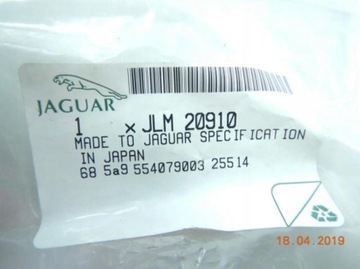 JAGUAR
1 x JLM 20910
MADE TO JAGUAR SPECIFICATION
IN JAPAN
68 5a9 554079003 25514
18.04.2019